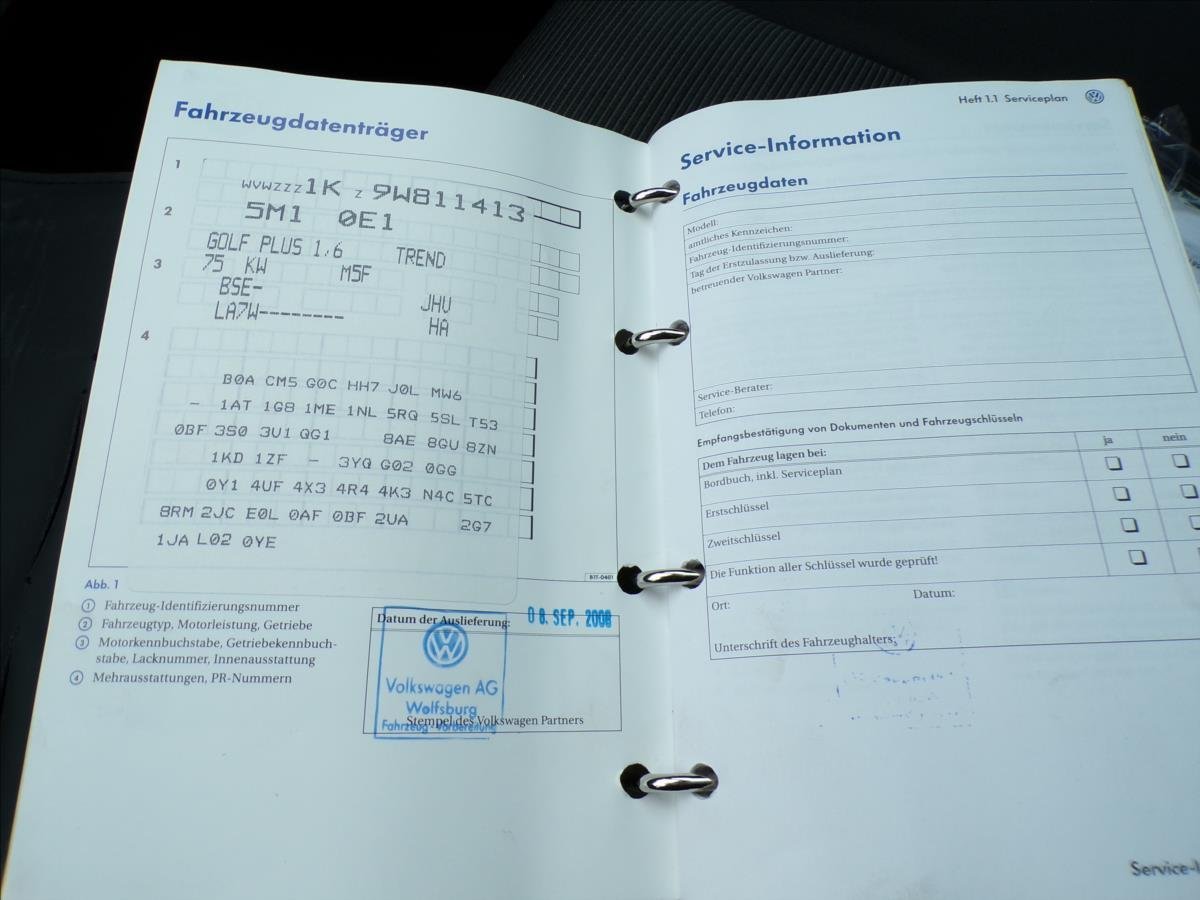 Fahrzeugdatenträger
1
WVWZZZ1K Z 9W811413
2
5M1 0E1
GOLF PLUS 1.6 TREND
3
75 KW M5F
BSE-
JHU
LA7W--------
HA
4
B0A CM5 G0C HH7 J0L MW6
- 1AT 1G8 1ME 1NL 5RQ 5SL T53
0BF 3S0 3U1 QG1 8AE 8GU 8ZN
1KD 1ZF - 3YQ G02 0GG
0Y1 4UF 4X3 4R4 4K3 N4C 5TC
8RM 2JC E0L 0AF 0BF 2UA 2G7
1JA L02 0YE
B1T-0401
Abb. 1
1 Fahrzeug-Identifizierungsnummer
2 Fahrzeugtyp, Motorleistung, Getriebe
3 Motorkennbuchstabe, Getriebekennbuch-
stabe, Lacknummer, Innenausstattung
4 Mehrausstattungen, PR-Nummern
Datum der Auslieferung: 08. SEP. 2008
Volkswagen AG
Wolfsburg
Fahrzeug-Vorbereitung
Stempel des Volkswagen Partners
Heft 1.1 Serviceplan
Service-Information
Fahrzeugdaten
Modell:
amtliches Kennzeichen:
Fahrzeug-Identifizierungsnummer:
Tag der Erstzulassung bzw. Auslieferung:
betreuender Volkswagen Partner:
Service-Berater:
Telefon:
Empfangsbestätigung von Dokumenten und Fahrzeugschlüsseln
Dem Fahrzeug lagen bei: ja nein
Bordbuch, inkl. Serviceplan
Erstschlüssel
Zweitschlüssel
Die Funktion aller Schlüssel wurde geprüft!
Ort: Datum:
Unterschrift des Fahrzeughalters:
Service-I